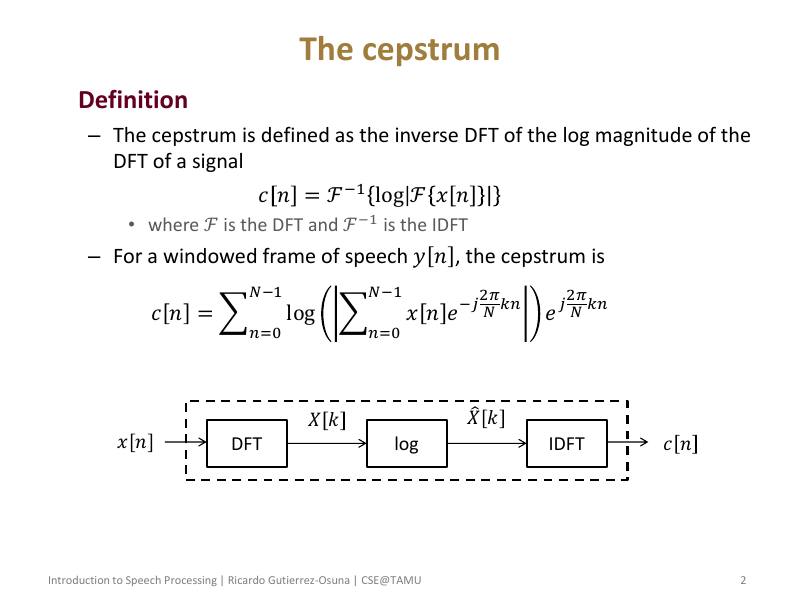 The cepstrum
Definition
– The cepstrum is defined as the inverse DFT of the log magnitude of the
DFT of a signal
c[n] = ℱ⁻¹{log|ℱ{x[n]}|}
• where ℱ is the DFT and ℱ⁻¹ is the IDFT
– For a windowed frame of speech y[n], the cepstrum is
c[n] = ∑_{n=0}^{N−1} log(|∑_{n=0}^{N−1} x[n]e^{−j(2π/N)kn}|) e^{j(2π/N)kn}
x[n] DFT X[k] log X̂[k] IDFT c[n]
Introduction to Speech Processing | Ricardo Gutierrez-Osuna | CSE@TAMU 2